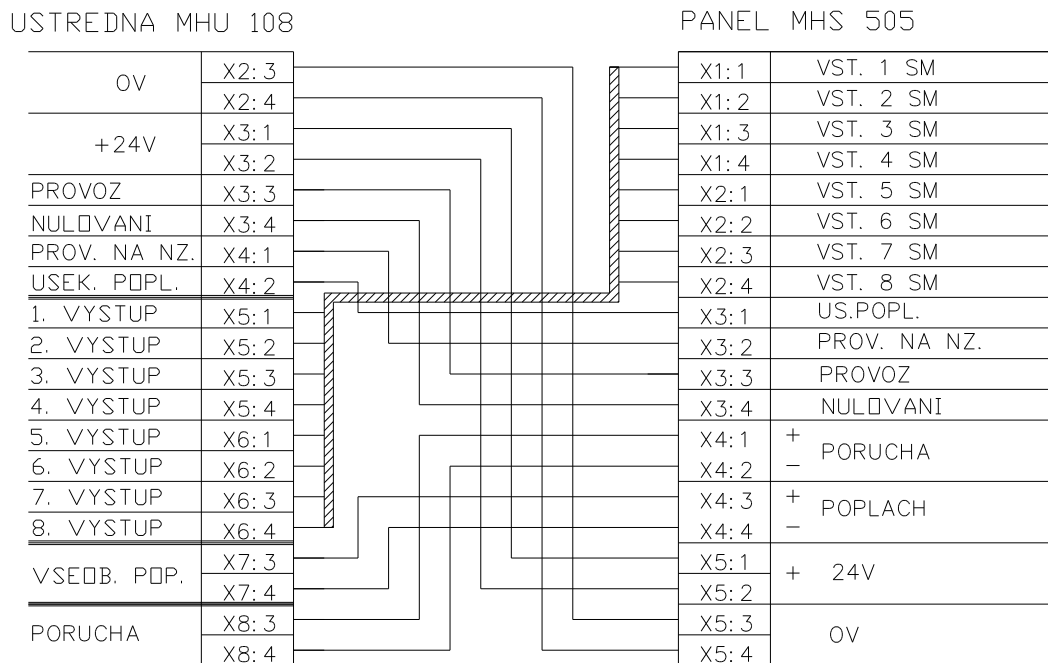 USTREDNA MHU 108
0V
X2:3
X2:4
+24V
X3:1
X3:2
PROVOZ X3:3
NULOVANI X3:4
PROV. NA NZ. X4:1
USEK. POPL. X4:2
1. VYSTUP X5:1
2. VYSTUP X5:2
3. VYSTUP X5:3
4. VYSTUP X5:4
5. VYSTUP X6:1
6. VYSTUP X6:2
7. VYSTUP X6:3
8. VYSTUP X6:4
VSEOB. POP.
X7:3
X7:4
PORUCHA
X8:3
X8:4
PANEL MHS 505
X1:1 VST. 1 SM
X1:2 VST. 2 SM
X1:3 VST. 3 SM
X1:4 VST. 4 SM
X2:1 VST. 5 SM
X2:2 VST. 6 SM
X2:3 VST. 7 SM
X2:4 VST. 8 SM
X3:1 US.POPL.
X3:2 PROV. NA NZ.
X3:3 PROVOZ
X3:4 NULOVANI
X4:1 +
PORUCHA
X4:2 −
X4:3 +
POPLACH
X4:4 −
X5:1
+ 24V
X5:2
X5:3
0V
X5:4